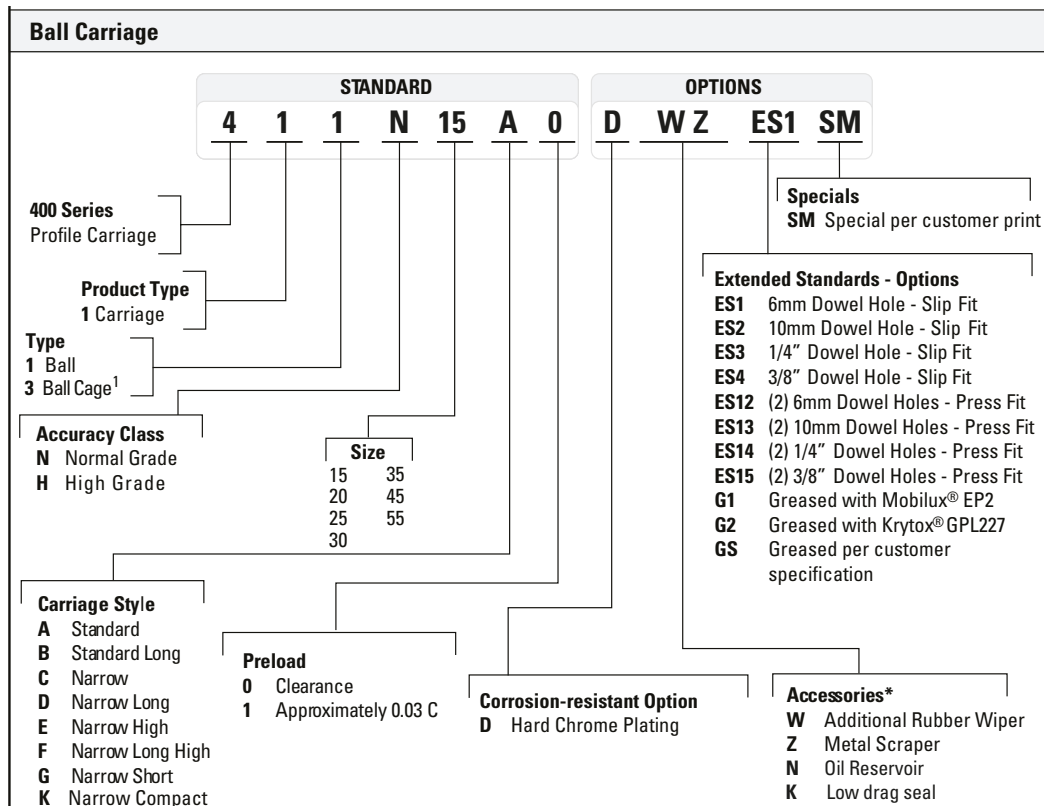 Ball Carriage
STANDARD
OPTIONS
4 1 1 N 15 A 0 D W Z ES1 SM
400 Series
Profile Carriage
Product Type
1 Carriage
Type
1 Ball
3 Ball Cage1
Accuracy Class
N Normal Grade
H High Grade
Size
15 35
20 45
25 55
30
Specials
SM Special per customer print
Extended Standards - Options
ES1 6mm Dowel Hole - Slip Fit
ES2 10mm Dowel Hole - Slip Fit
ES3 1/4" Dowel Hole - Slip Fit
ES4 3/8" Dowel Hole - Slip Fit
ES12 (2) 6mm Dowel Holes - Press Fit
ES13 (2) 10mm Dowel Holes - Press Fit
ES14 (2) 1/4" Dowel Holes - Press Fit
ES15 (2) 3/8" Dowel Holes - Press Fit
G1 Greased with Mobilux® EP2
G2 Greased with Krytox® GPL227
GS Greased per customer
specification
Carriage Style
A Standard
B Standard Long
C Narrow
D Narrow Long
E Narrow High
F Narrow Long High
G Narrow Short
K Narrow Compact
Preload
0 Clearance
1 Approximately 0.03 C
Corrosion-resistant Option
D Hard Chrome Plating
Accessories*
W Additional Rubber Wiper
Z Metal Scraper
N Oil Reservoir
K Low drag seal